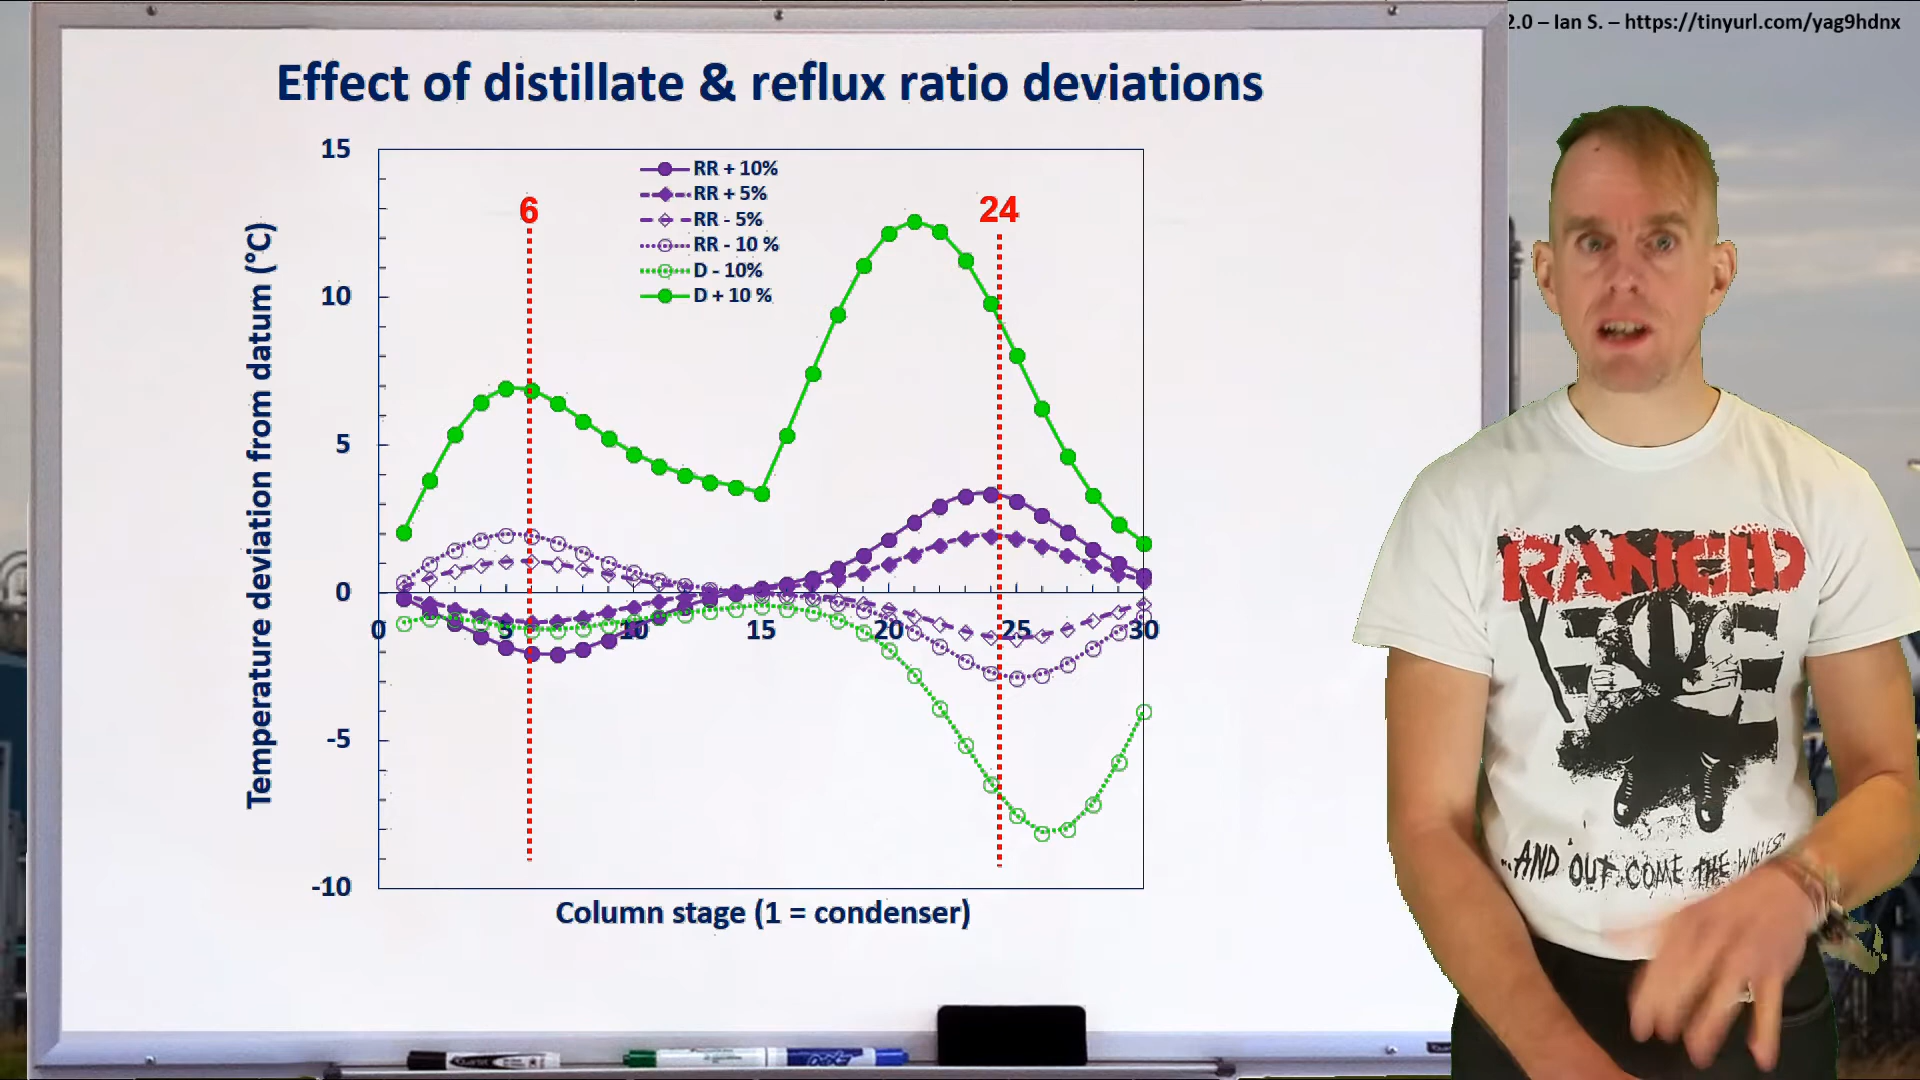 2.0 – Ian S. – https://tinyurl.com/yag9hdnx
Effect of distillate & reflux ratio deviations
Temperature deviation from datum (°C)
15
10
5
0
-5
-10
RR + 10%
RR + 5%
RR - 5%
RR - 10 %
D - 10%
D + 10 %
6
24
0
5
10
15
20
25
30
Column stage (1 = condenser)
RANCID
...AND OUT COME THE WOLVES